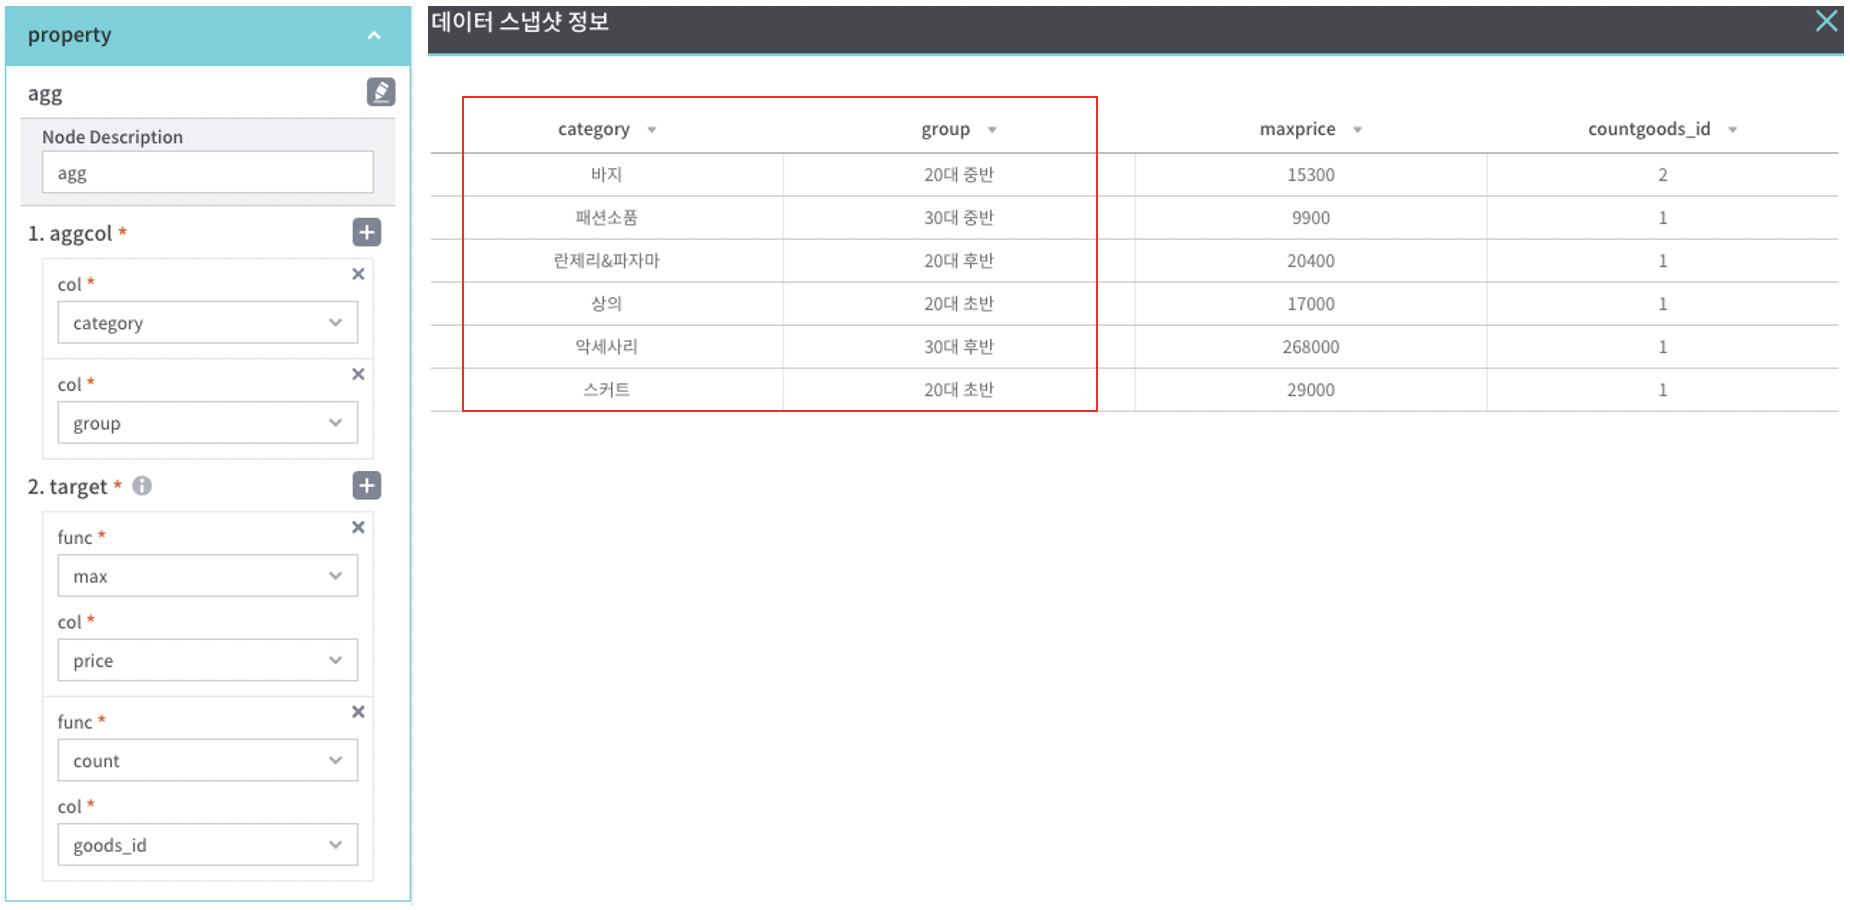 property
agg
Node Description
agg
1. aggcol *
col *
category
col *
group
2. target *
func *
max
col *
price
func *
count
col *
goods_id
데이터 스냅샷 정보
category group maxprice countgoods_id
바지 20대 중반 15300 2
패션소품 30대 중반 9900 1
란제리&파자마 20대 후반 20400 1
상의 20대 초반 17000 1
악세사리 30대 후반 268000 1
스커트 20대 초반 29000 1